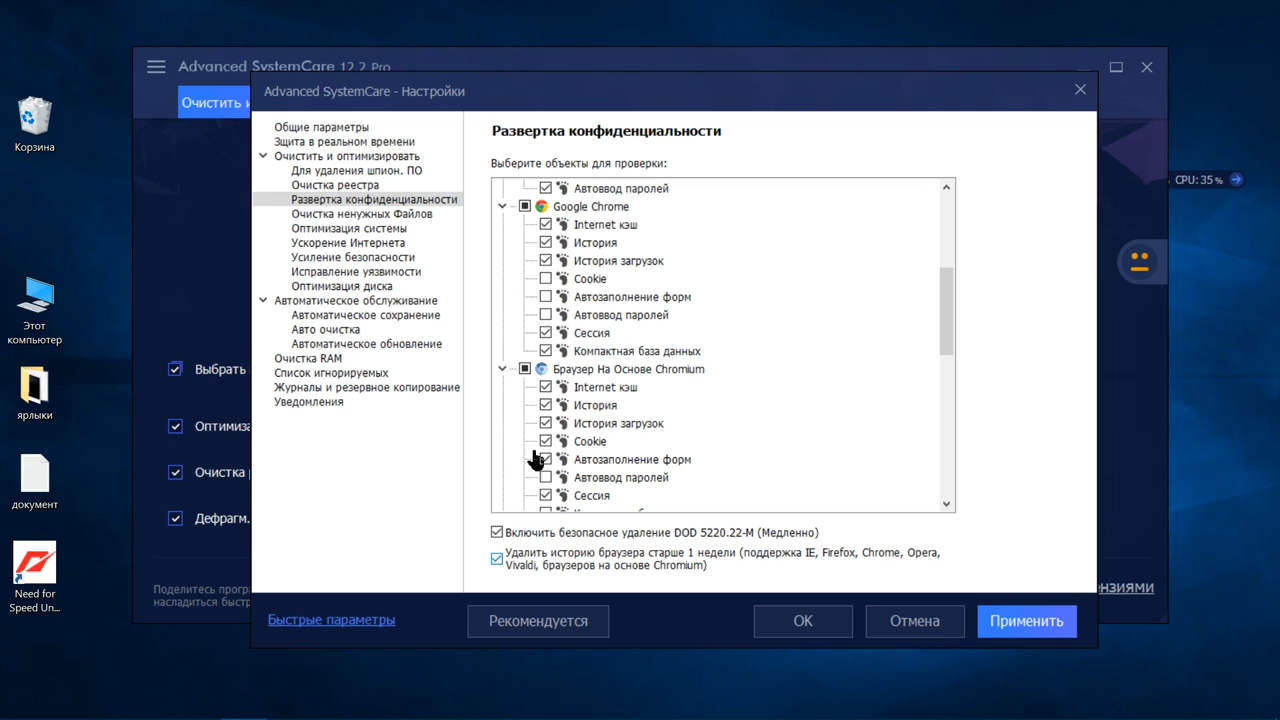 Advanced SystemCare 12.2 Pro
Advanced SystemCare - Настройки
Очистить и
Корзина
Этот
компьютер
ярлыки
документ
Need for
Speed Un...
Выбрать
Оптимиза
Очистка
Дефрагм.
Поделитесь
насладиться быстр
Общие параметры
Зщита в реальном времени
Очистить и оптимизировать
Для удаления шпион. ПО
Очистка реестра
Развертка конфиденциальности
Очистка ненужных Файлов
Оптимизация системы
Ускорение Интернета
Усиление безопасности
Исправление уязвимости
Оптимизация диска
Автоматическое обслуживание
Автоматическое сохранение
Авто очистка
Автоматическое обновление
Очистка RAM
Список игнорируемых
Журналы и резервное копирование
Уведомления
Развертка конфиденциальности
Выберите объекты для проверки:
Автоввод паролей
Google Chrome
Internet кэш
История
История загрузок
Cookie
Автозаполнение форм
Автоввод паролей
Сессия
Компактная база данных
Браузер На Основе Chromium
Internet кэш
История
История загрузок
Cookie
Автозаполнение форм
Автоввод паролей
Сессия
Включить безопасное удаление DOD 5220.22-M (Медленно)
Удалить историю браузера старше 1 недели (поддержка IE, Firefox, Chrome, Opera,
Vivaldi, браузеров на основе Chromium)
Быстрые параметры
Рекомендуется
OK
Отмена
Применить
CPU: 35 %
нзиями